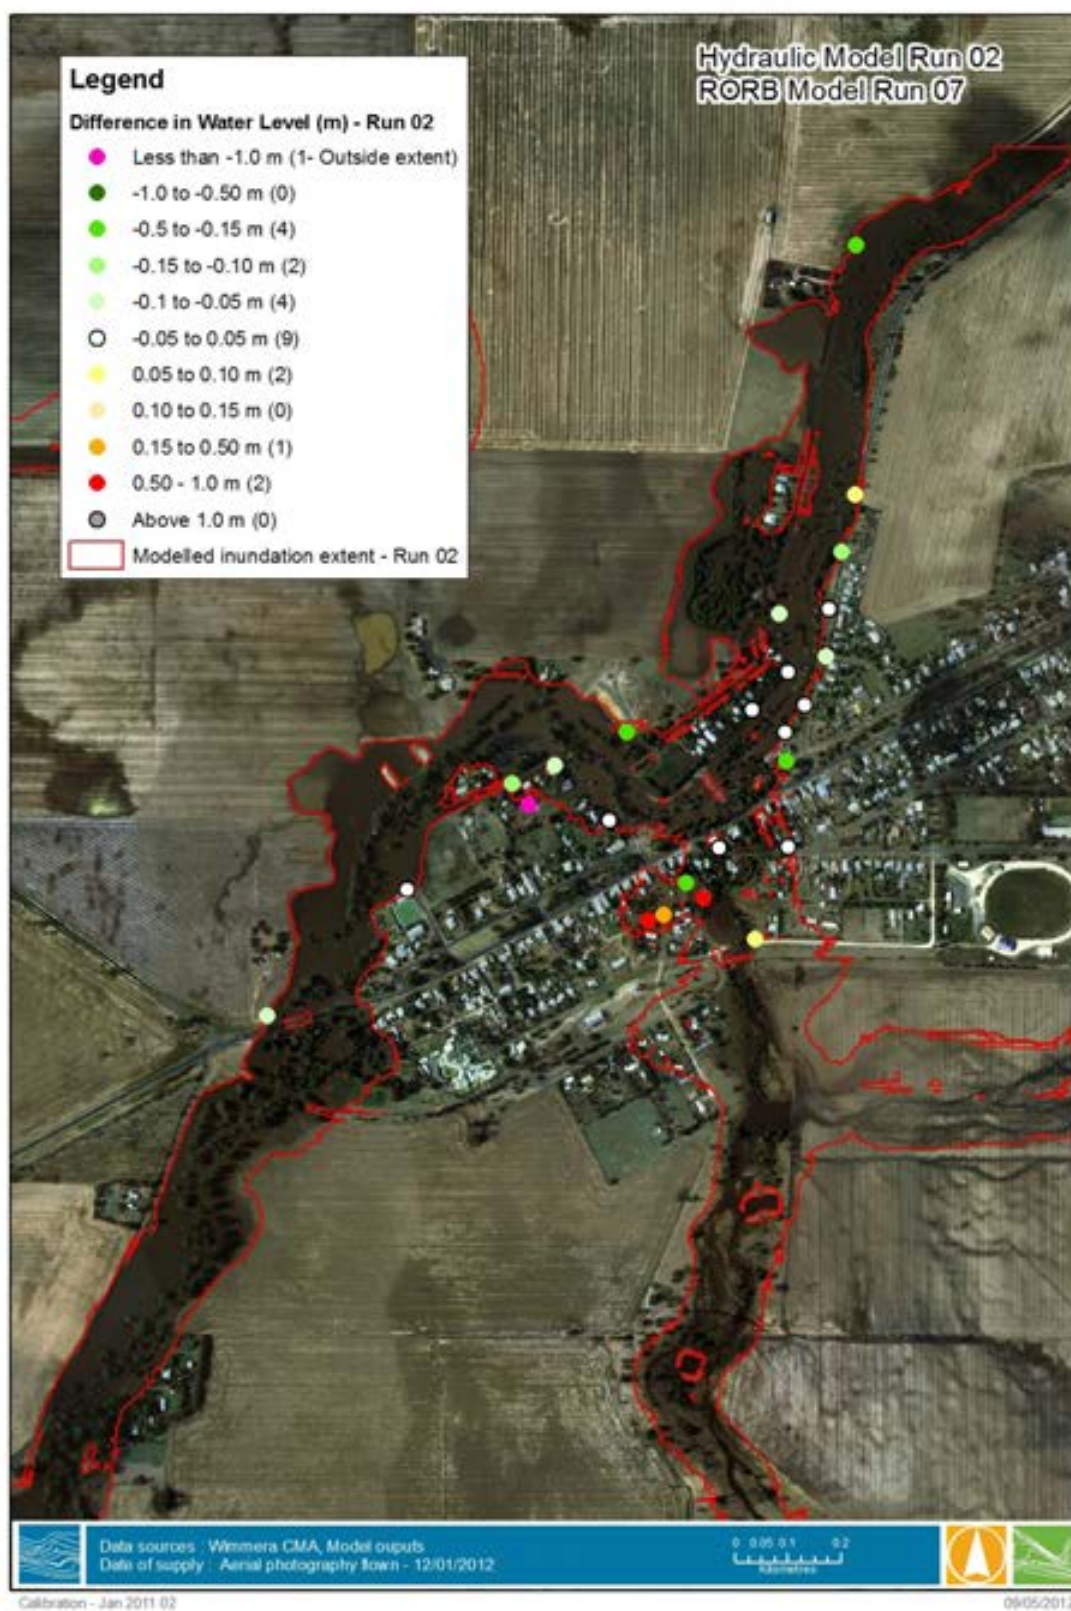 Hydraulic Model Run 02
RORB Model Run 07
Legend
Difference in Water Level (m) - Run 02
Less than -1.0 m (1- Outside extent)
-1.0 to -0.50 m (0)
-0.5 to -0.15 m (4)
-0.15 to -0.10 m (2)
-0.1 to -0.05 m (4)
-0.05 to 0.05 m (9)
0.05 to 0.10 m (2)
0.10 to 0.15 m (0)
0.15 to 0.50 m (1)
0.50 - 1.0 m (2)
Above 1.0 m (0)
Modelled inundation extent - Run 02
Data sources : Wimmera CMA, Model ouputs
Date of supply : Aerial photography flown - 12/01/2012
0 0.05 0.1 0.2
Kilometres
Calibration - Jan 2011 02
09/05/2012